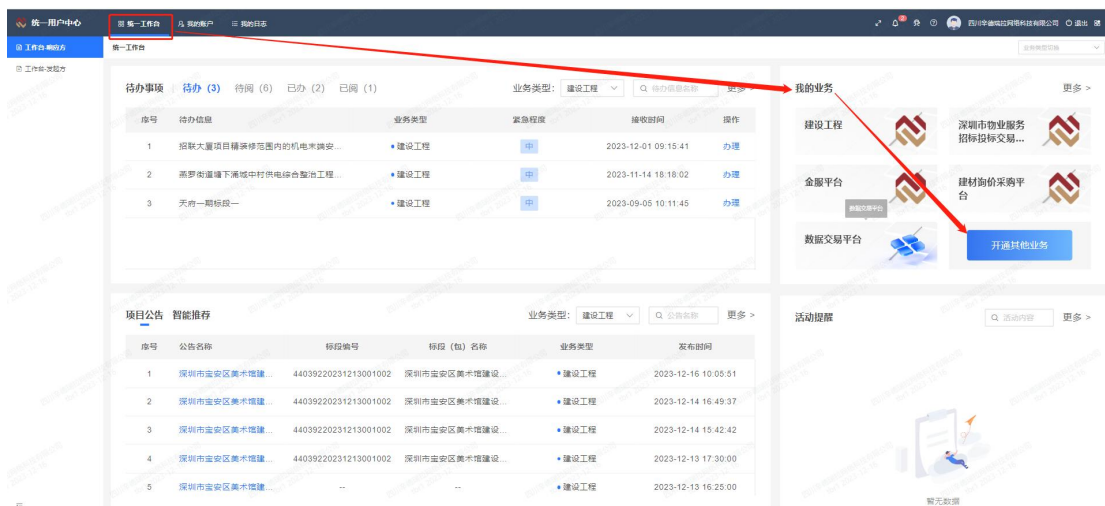 统一用户中心
统一工作台 我的账户 我的日志
四川华德瑞拉网络科技有限公司 退出
工作台-响应方
统一工作台
业务类型切换
工作台-发起方
待办事项 待办 (3) 待阅 (6) 已办 (2) 已阅 (1) 业务类型： 建设工程 待办信息名称 更多 >
序号 待办信息 业务类型 紧急程度 接收时间 操作
1 招联大厦项目精装修范围内的机电末端安... 建设工程 中 2023-12-01 09:15:41 办理
2 燕罗街道塘下涌城中村供电综合整治工程... 建设工程 中 2023-11-14 18:18:02 办理
3 天府一期标段一 建设工程 中 2023-09-05 10:11:45 办理
我的业务 更多 >
建设工程
深圳市物业服务
招标投标交易...
金服平台
建材询价采购平
台
数据交易平台
数据交易平台
开通其他业务
项目公告 智能推荐 业务类型： 建设工程 公告名称 更多 >
序号 公告名称 标段编号 标段（包）名称 业务类型 发布时间
1 深圳市宝安区美术馆建... 44039220231213001002 深圳市宝安区美术馆建设... 建设工程 2023-12-16 10:05:51
2 深圳市宝安区美术馆建... 44039220231213001002 深圳市宝安区美术馆建设... 建设工程 2023-12-14 16:49:37
3 深圳市宝安区美术馆建... 44039220231213001002 深圳市宝安区美术馆建设... 建设工程 2023-12-14 15:42:42
4 深圳市宝安区美术馆建... 44039220231213001002 深圳市宝安区美术馆建设... 建设工程 2023-12-13 17:30:00
5 深圳市宝安区美术馆建... -- -- 建设工程 2023-12-13 16:25:00
活动提醒 活动内容 更多 >
暂无数据